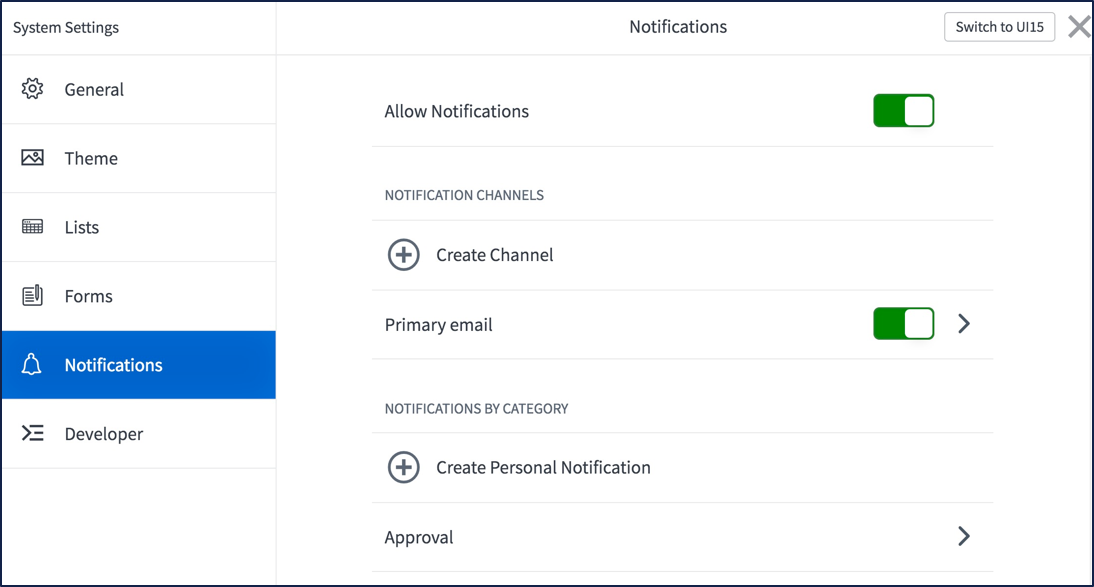 System Settings
Notifications
Switch to UI15
General
Theme
Lists
Forms
Notifications
Developer
Allow Notifications
NOTIFICATION CHANNELS
Create Channel
Primary email
NOTIFICATIONS BY CATEGORY
Create Personal Notification
Approval